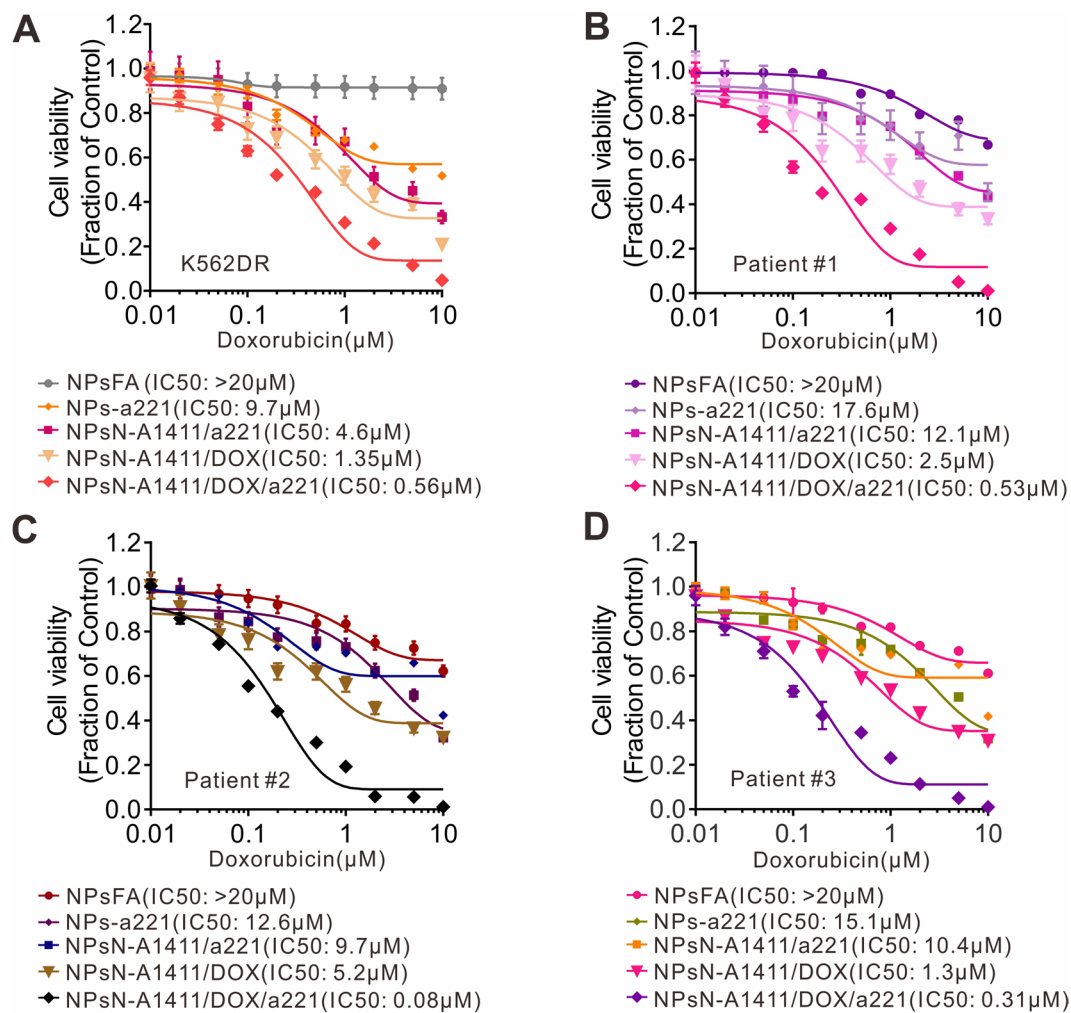 A
Cell viability
(Fraction of Control)
1.2
1.0
0.8
0.6
0.4
0.2
0.0
K562DR
0.01
0.1
1
10
Doxorubicin(μM)
NPsFA(IC50: >20μM)
NPs-a221(IC50: 9.7μM)
NPsN-A1411/a221(IC50: 4.6μM)
NPsN-A1411/DOX(IC50: 1.35μM)
NPsN-A1411/DOX/a221(IC50: 0.56μM)
B
Cell viability
(Fraction of Control)
1.2
1.0
0.8
0.6
0.4
0.2
0.0
Patient #1
0.01
0.1
1
10
Doxorubicin(μM)
NPsFA(IC50: >20μM)
NPs-a221(IC50: 17.6μM)
NPsN-A1411/a221(IC50: 12.1μM)
NPsN-A1411/DOX(IC50: 2.5μM)
NPsN-A1411/DOX/a221(IC50: 0.53μM)
C
Cell viability
(Fraction of Control)
1.2
1.0
0.8
0.6
0.4
0.2
0.0
Patient #2
0.01
0.1
1
10
Doxorubicin(μM)
NPsFA(IC50: >20μM)
NPs-a221(IC50: 12.6μM)
NPsN-A1411/a221(IC50: 9.7μM)
NPsN-A1411/DOX(IC50: 5.2μM)
NPsN-A1411/DOX/a221(IC50: 0.08μM)
D
Cell viability
(Fraction of Control)
1.2
1.0
0.8
0.6
0.4
0.2
0.0
Patient #3
0.01
0.1
1
10
Doxorubicin(μM)
NPsFA(IC50: >20μM)
NPs-a221(IC50: 15.1μM)
NPsN-A1411/a221(IC50: 10.4μM)
NPsN-A1411/DOX(IC50: 1.3μM)
NPsN-A1411/DOX/a221(IC50: 0.31μM)